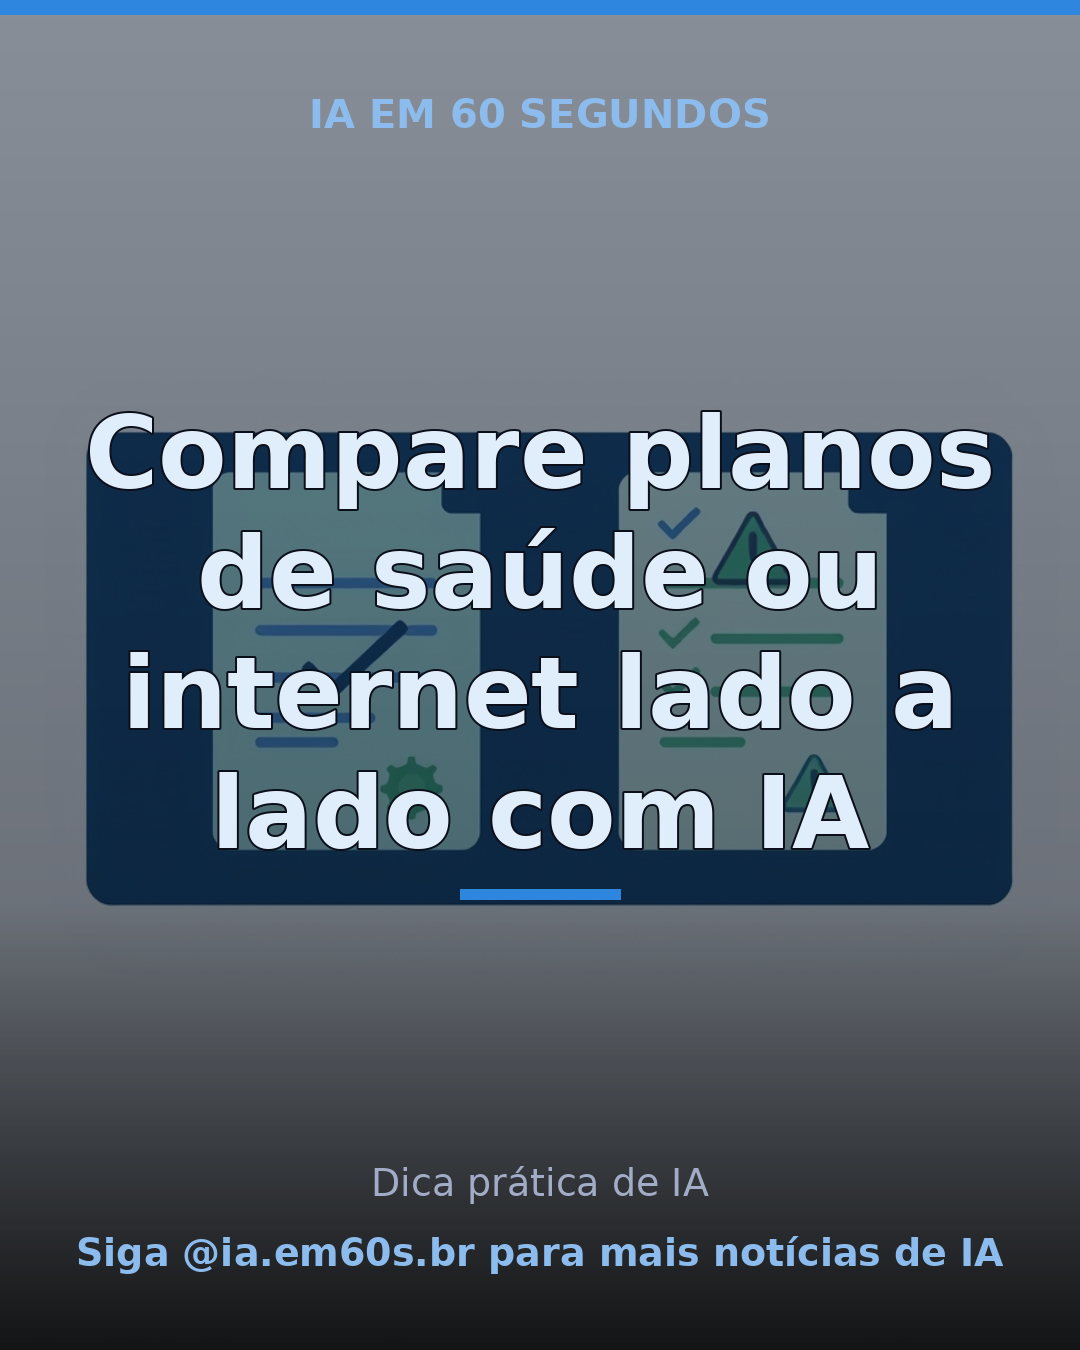 IA EM 60 SEGUNDOS
Compare planos
de saúde ou
internet lado a
lado com IA
Dica prática de IA
Siga @ia.em60s.br para mais notícias de IA